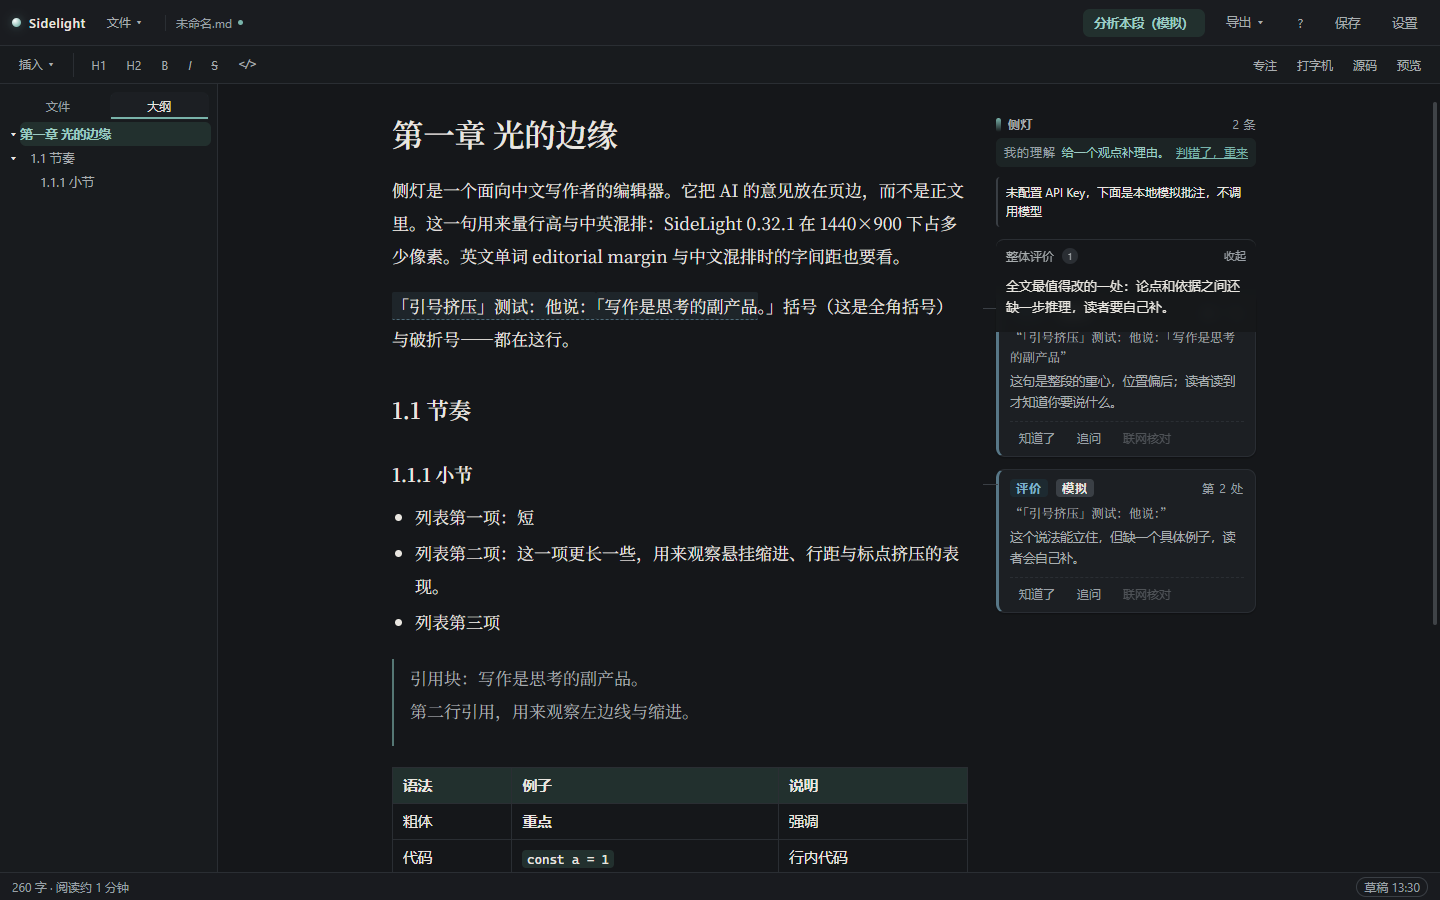 Sidelight 文件 未命名.md 分析本段（模拟） 导出 ? 保存 设置
插入 H1 H2 B I S </> 专注 打字机 源码 预览
文件 大纲
第一章 光的边缘
1.1 节奏
1.1.1 小节
第一章 光的边缘
侧灯是一个面向中文写作者的编辑器。它把 AI 的意见放在页边，而不是正文
里。这一句用来量行高与中英混排：SideLight 0.32.1 在 1440×900 下占多
少像素。英文单词 editorial margin 与中文混排时的字间距也要看。
「引号挤压」测试：他说：「写作是思考的副产品。」括号（这是全角括号）
与破折号——都在这行。
1.1 节奏
1.1.1 小节
列表第一项：短
列表第二项：这一项更长一些，用来观察悬挂缩进、行距与标点挤压的表
现。
列表第三项
引用块：写作是思考的副产品。
第二行引用，用来观察左边线与缩进。
语法 例子 说明
粗体 重点 强调
代码 const a = 1 行内代码
侧灯 2 条
我的理解 给一个观点补理由。 判错了，重来
未配置 API Key，下面是本地模拟批注，不调
用模型
整体评价 1 收起
全文最值得改的一处：论点和依据之间还
缺一步推理，读者要自己补。
“「引号挤压」测试：他说：「写作是思考
的副产品”
这句是整段的重心，位置偏后；读者读到
才知道你要说什么。
知道了 追问 联网核对
评价 模拟 第 2 处
“「引号挤压」测试：他说：”
这个说法能立住，但缺一个具体例子，读
者会自己补。
知道了 追问 联网核对
260 字 · 阅读约 1 分钟 草稿 13:30